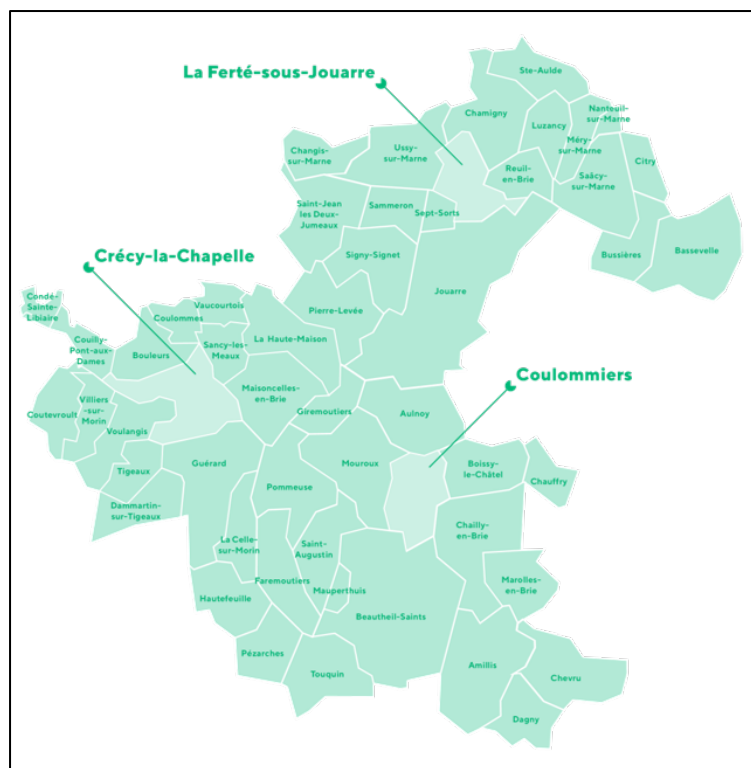 La Ferté-sous-Jouarre
Ste-Aulde
Chamigny
Nanteuil-
sur-Marne
Luzancy
Méry-
sur-Marne
Citry
Changis-
sur-Marne
Ussy-
sur-Marne
Reuil-
en-Brie
Saâcy-
sur-Marne
Saint-Jean
les Deux-
Jumeaux
Sammeron
Sept-Sorts
Bussières
Bassevelle
Signy-Signet
Jouarre
Crécy-la-Chapelle
Condé-
Sainte-
Libiaire
Vaucourtois
Coulommes
Pierre-Levée
Couilly-
Pont-aux-
Dames
Bouleurs
Sancy-les-
Meaux
La Haute-Maison
Coulommiers
Maisoncelles-
en-Brie
Giremoutiers
Aulnoy
Coutevroult
Villiers
-sur-
Morin
Voulangis
Tigeaux
Guérard
Mouroux
Boissy-
le-Châtel
Chauffry
Pommeuse
Dammartin-
sur-Tigeaux
Chailly-
en-Brie
La Celle-
sur-Morin
Saint-
Augustin
Faremoutiers
Mauperthuis
Marolles-
en-Brie
Hautefeuille
Beautheil-Saints
Pézarches
Touquin
Amillis
Chevru
Dagny